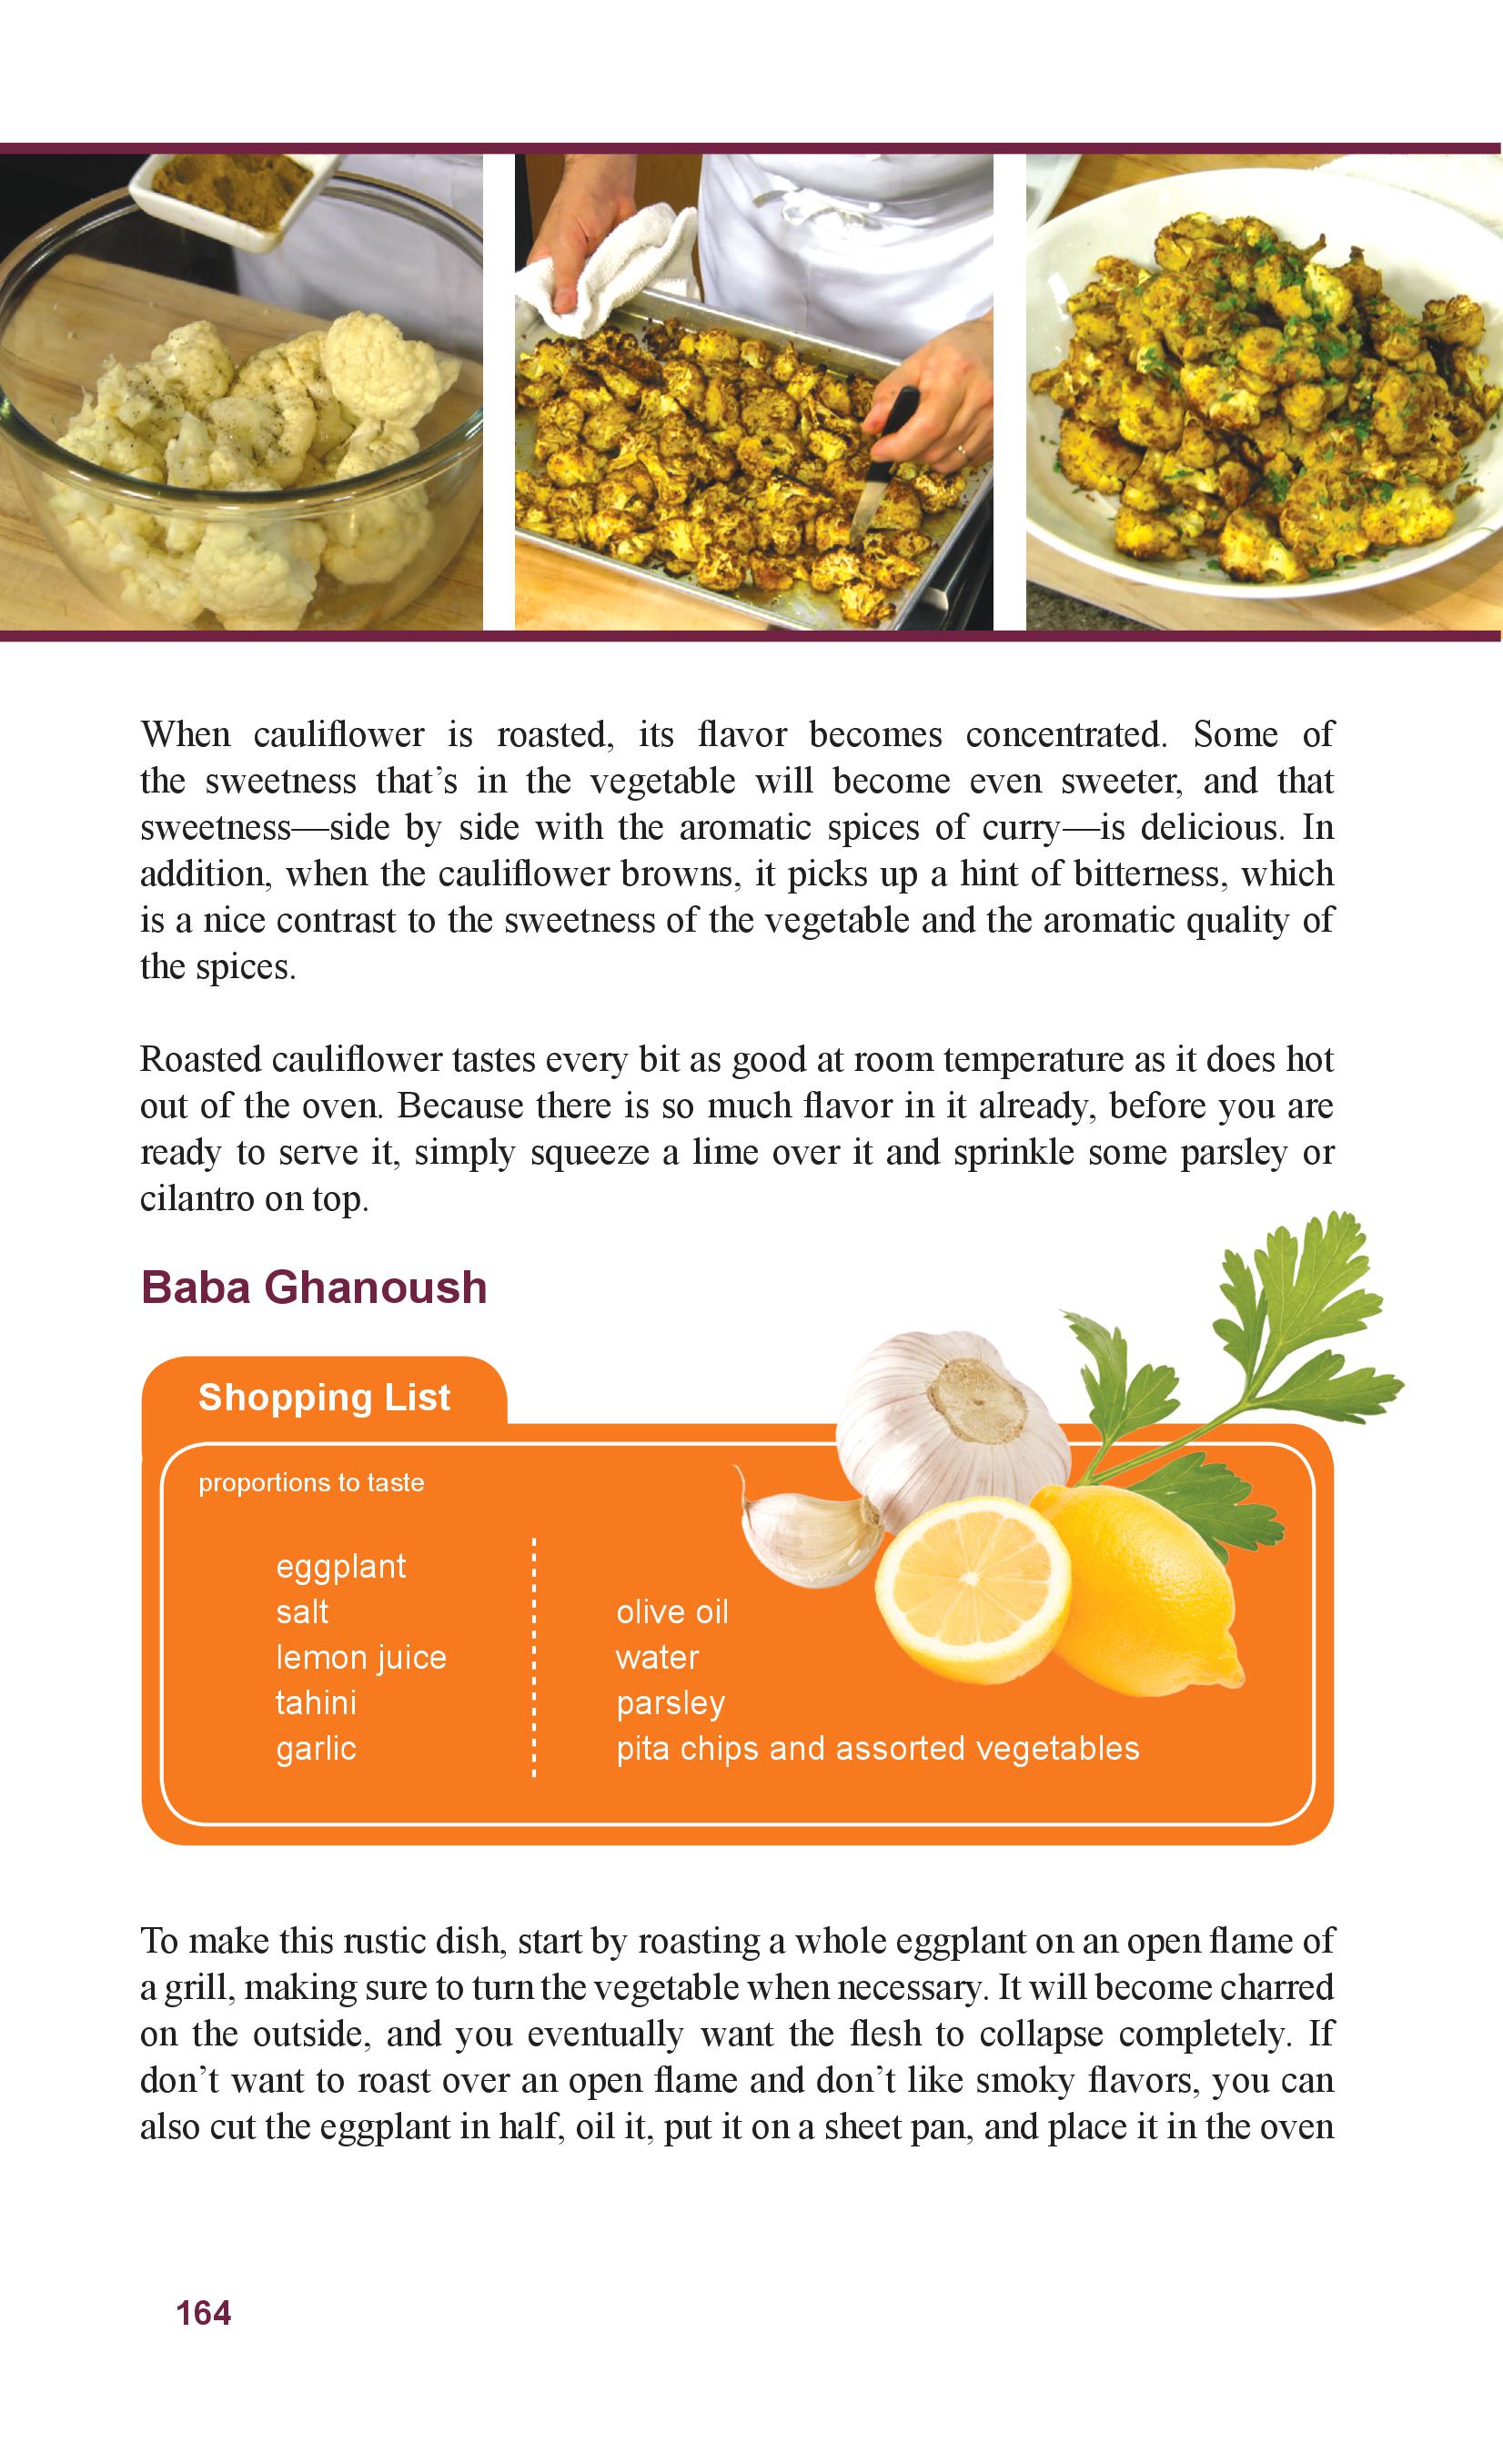 When cauliflower is roasted, its flavor becomes concentrated. Some of
the sweetness that’s in the vegetable will become even sweeter, and that
sweetness—side by side with the aromatic spices of curry—is delicious. In
addition, when the cauliflower browns, it picks up a hint of bitterness, which
is a nice contrast to the sweetness of the vegetable and the aromatic quality of
the spices.
Roasted cauliflower tastes every bit as good at room temperature as it does hot
out of the oven. Because there is so much flavor in it already, before you are
ready to serve it, simply squeeze a lime over it and sprinkle some parsley or
cilantro on top.
Baba Ghanoush
Shopping List
proportions to taste
eggplant
salt
lemon juice
tahini
garlic
olive oil
water
parsley
pita chips and assorted vegetables
To make this rustic dish, start by roasting a whole eggplant on an open flame of
a grill, making sure to turn the vegetable when necessary. It will become charred
on the outside, and you eventually want the flesh to collapse completely. If
don’t want to roast over an open flame and don’t like smoky flavors, you can
also cut the eggplant in half, oil it, put it on a sheet pan, and place it in the oven
164